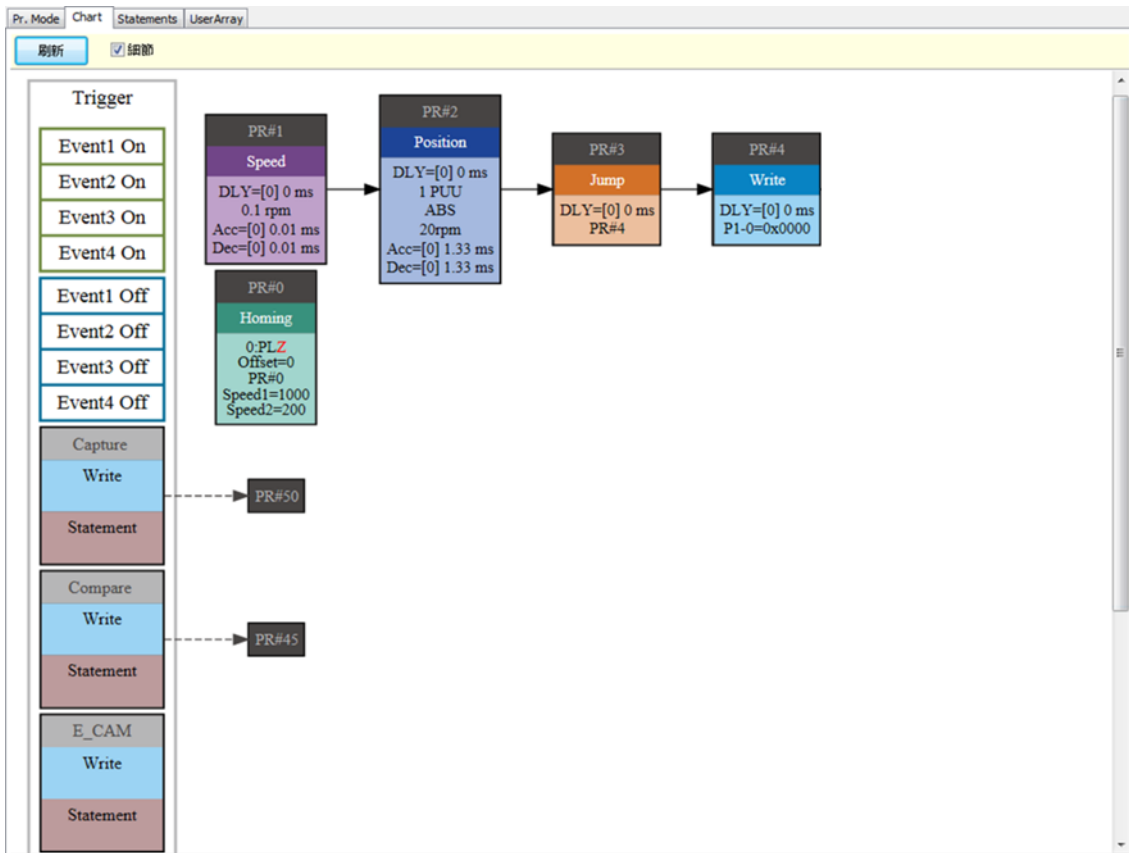 Pr. Mode
Chart
Statements
UserArray
刷新
細節
Trigger
Event1 On
Event2 On
Event3 On
Event4 On
Event1 Off
Event2 Off
Event3 Off
Event4 Off
Capture
Write
Statement
Compare
Write
Statement
E_CAM
Write
Statement
PR#1
Speed
DLY=[0] 0 ms
0.1 rpm
Acc=[0] 0.01 ms
Dec=[0] 0.01 ms
PR#2
Position
DLY=[0] 0 ms
1 PUU
ABS
20rpm
Acc=[0] 1.33 ms
Dec=[0] 1.33 ms
PR#3
Jump
DLY=[0] 0 ms
PR#4
PR#4
Write
DLY=[0] 0 ms
P1-0=0x0000
PR#0
Homing
0:PLZ
Offset=0
PR#0
Speed1=1000
Speed2=200
PR#50
PR#45